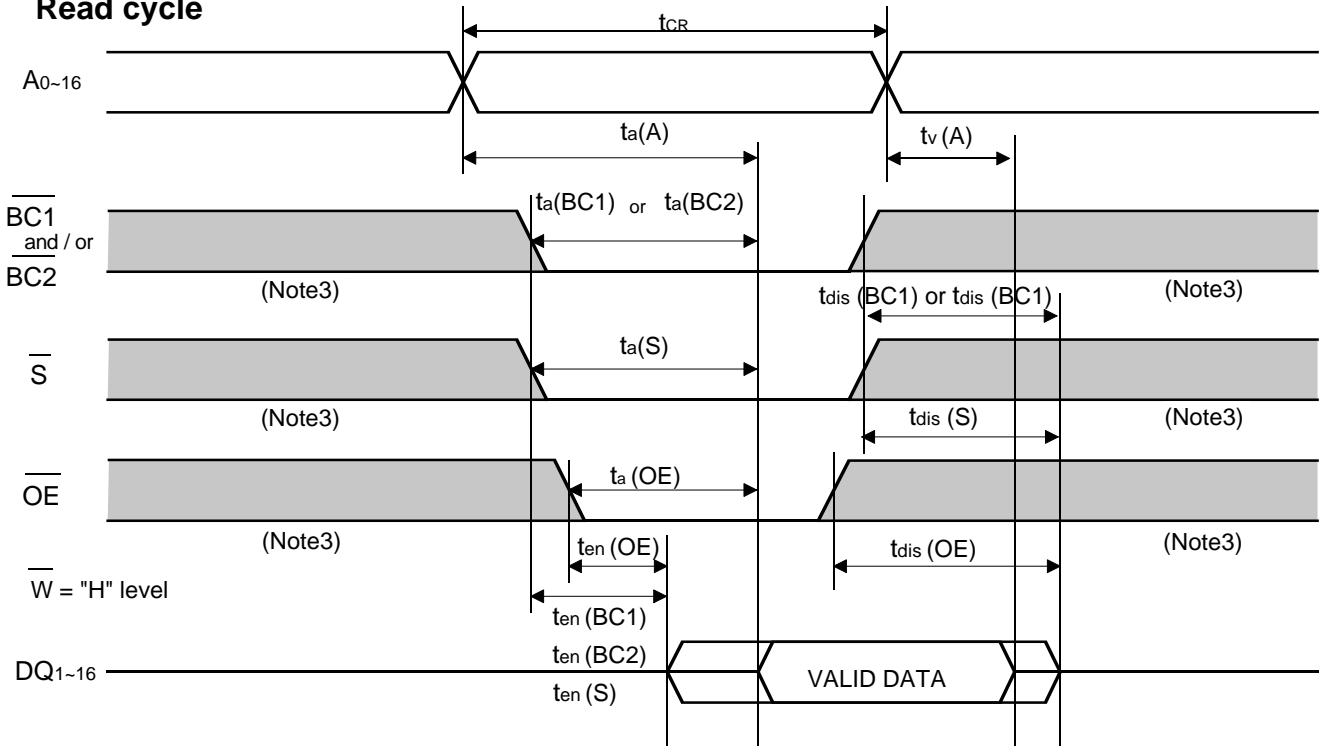 Read cycle
tCR
A0~16
ta(A)
tv (A)
BC1
and / or
BC2
ta(BC1) or ta(BC2)
(Note3)
tdis (BC1) or tdis (BC1)
(Note3)
S
ta(S)
(Note3)
tdis (S)
(Note3)
OE
ta (OE)
(Note3)
ten (OE)
tdis (OE)
(Note3)
W = "H" level
ten (BC1)
ten (BC2)
ten (S)
DQ1~16
VALID DATA